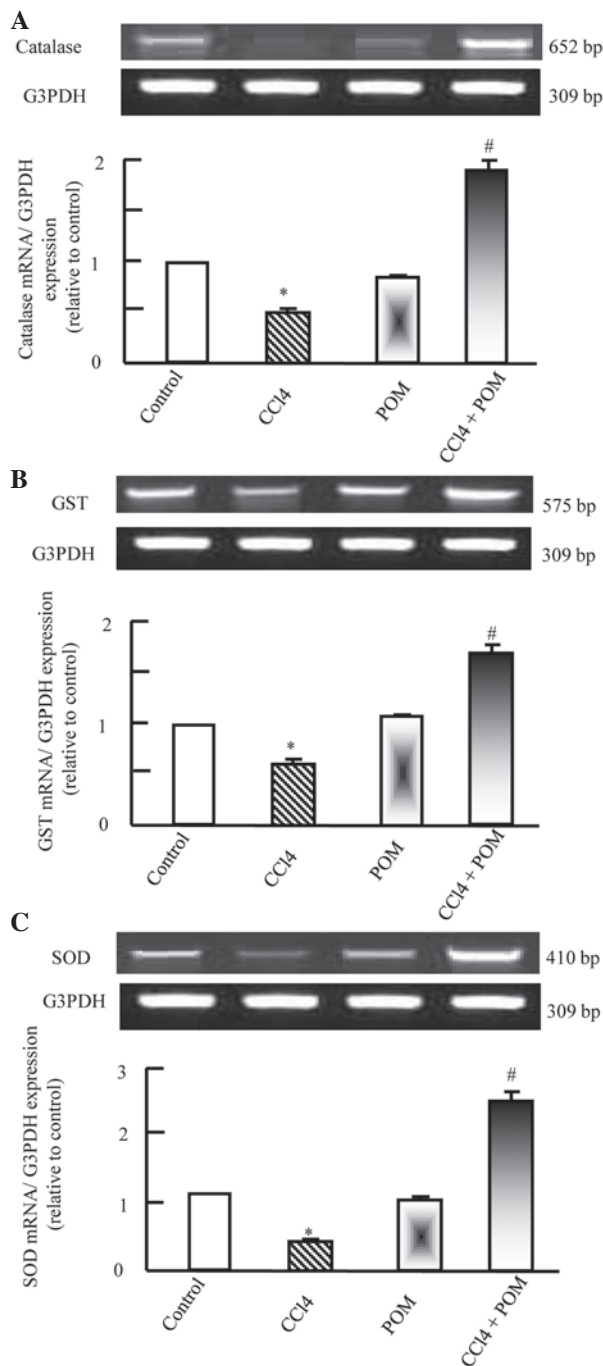 A
Catalase
652 bp
G3PDH
309 bp
Catalase mRNA/ G3PDH
expression
(relative to control)
2
1
0
*
#
Control
CCl4
POM
CCl4 + POM
B
GST
575 bp
G3PDH
309 bp
GST mRNA/ G3PDH expression
(relative to control)
2
1
0
*
#
Control
CCl4
POM
CCl4 + POM
C
SOD
410 bp
G3PDH
309 bp
SOD mRNA/ G3PDH expression
(relative to control)
3
2
1
0
*
#
Control
CCl4
POM
CCl4 + POM